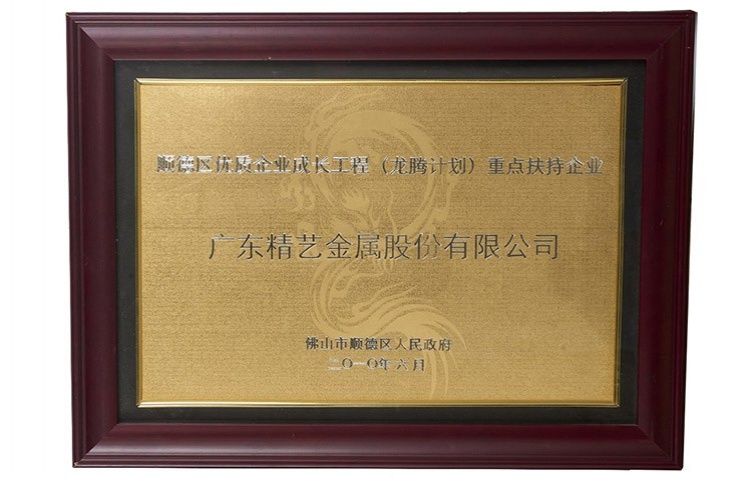 顺德区优质企业成长工程（龙腾计划）重点扶持企业
广东精艺金属股份有限公司
佛山市顺德区人民政府
二〇一〇年六月